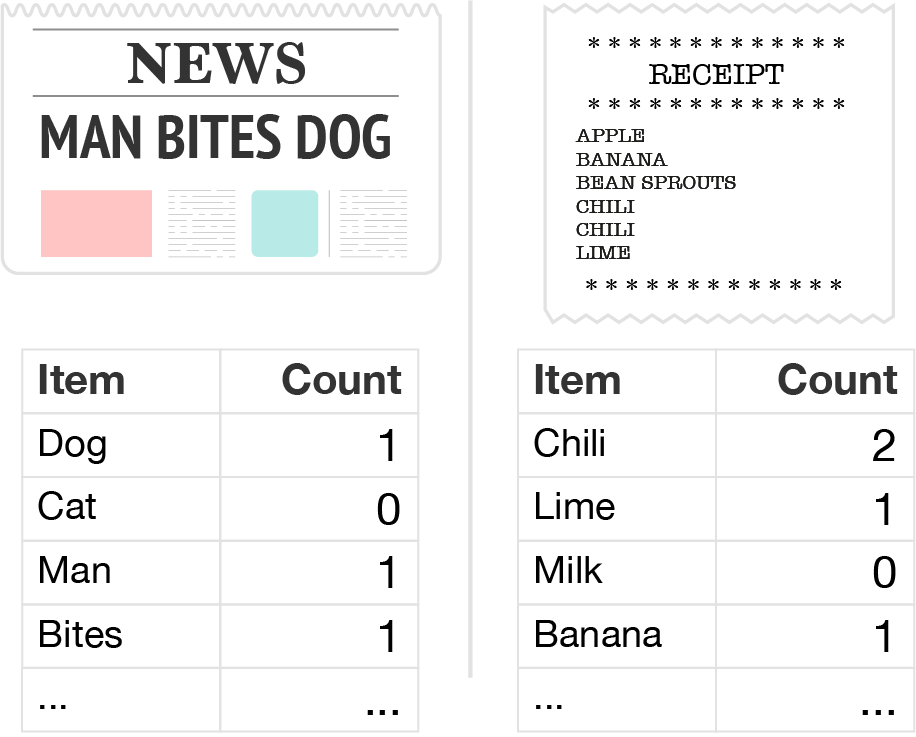 NEWS
MAN BITES DOG
Item Count
Dog 1
Cat 0
Man 1
Bites 1
... ...
* * * * * * * * * * * * *
RECEIPT
* * * * * * * * * * * * *
APPLE
BANANA
BEAN SPROUTS
CHILI
CHILI
LIME
* * * * * * * * * * * * *
Item Count
Chili 2
Lime 1
Milk 0
Banana 1
... ...